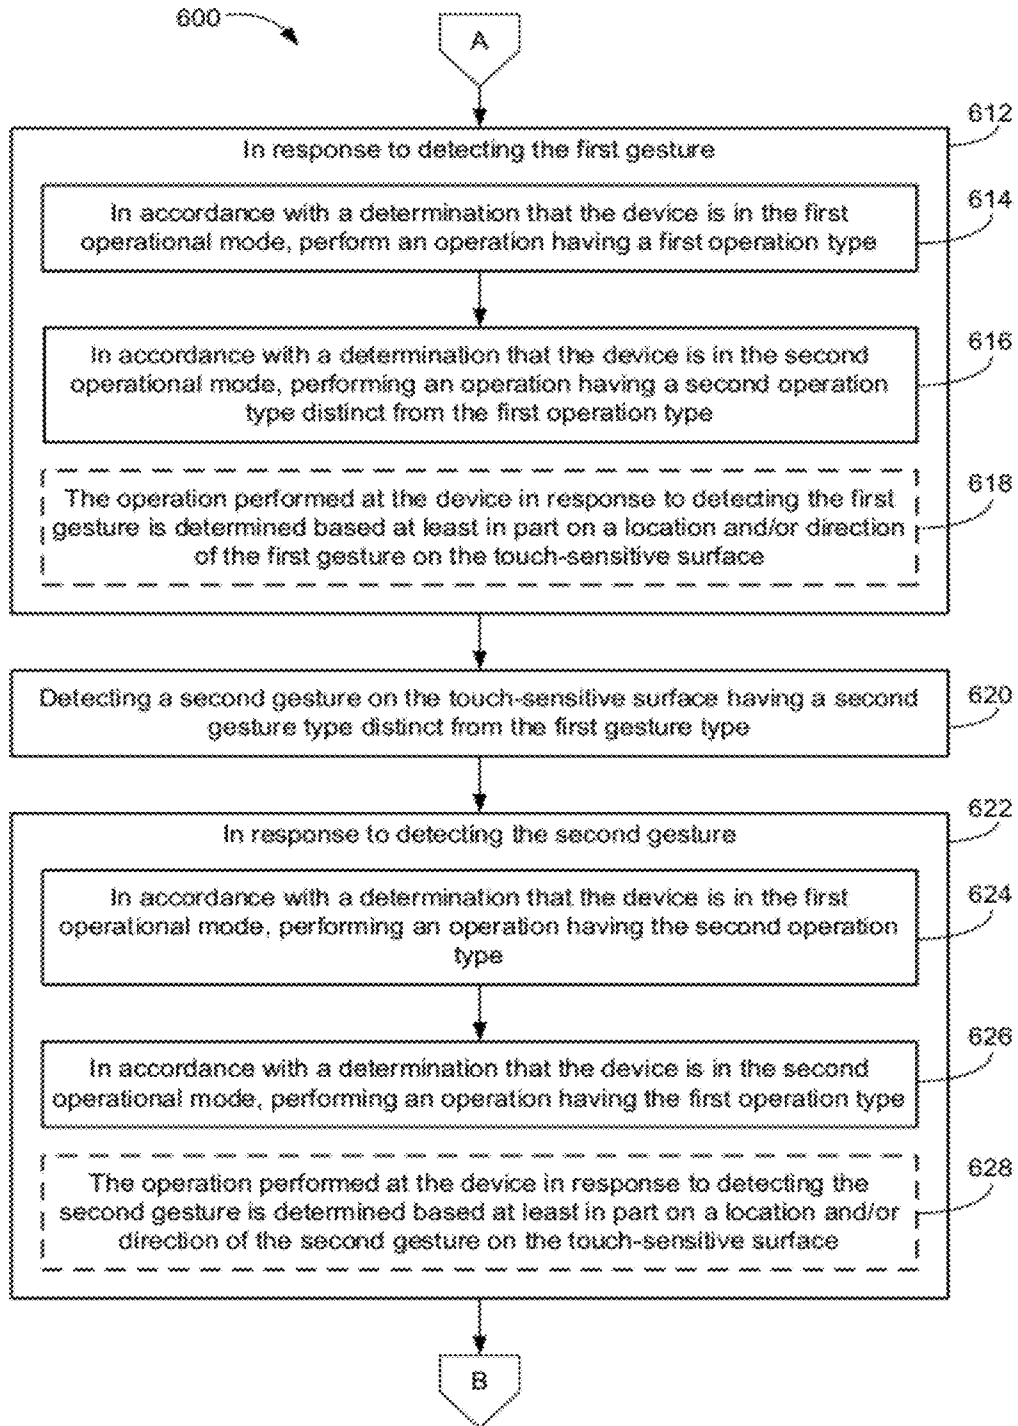 600
A
612
In response to detecting the first gesture
614
In accordance with a determination that the device is in the first
operational mode, perform an operation having a first operation type
616
In accordance with a determination that the device is in the second
operational mode, performing an operation having a second operation
type distinct from the first operation type
618
The operation performed at the device in response to detecting the first
gesture is determined based at least in part on a location and/or direction
of the first gesture on the touch-sensitive surface
620
Detecting a second gesture on the touch-sensitive surface having a second
gesture type distinct from the first gesture type
622
In response to detecting the second gesture
624
In accordance with a determination that the device is in the first
operational mode, performing an operation having the second operation
type
626
In accordance with a determination that the device is in the second
operational mode, performing an operation having the first operation type
628
The operation performed at the device in response to detecting the
second gesture is determined based at least in part on a location and/or
direction of the second gesture on the touch-sensitive surface
B